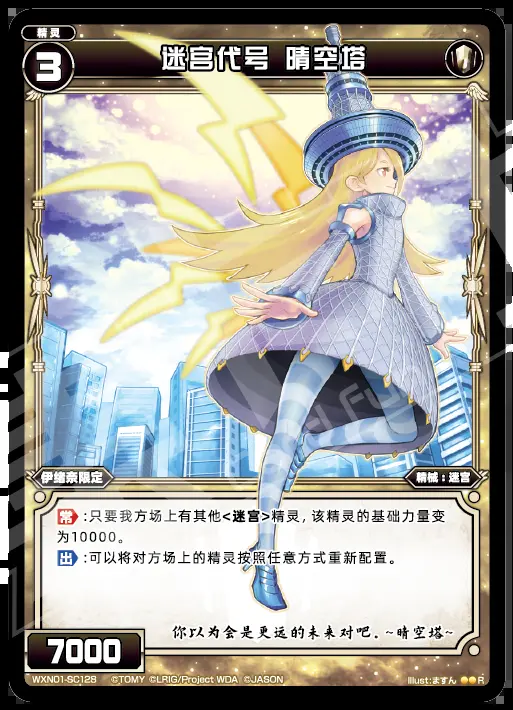 精灵
3
迷宫代号 晴空塔
伊绪奈限定
精械：迷宫
常：只要我方场上有其他<迷宫>精灵，该精灵的基础力量变
为10000。
出：可以将对方场上的精灵按照任意方式重新配置。
你以为会是更远的未来对吧。~晴空塔~
7000
WXN01-SC128 ©TOMY ©LRIG/Project WDA ©JASON
Illust:ますん R